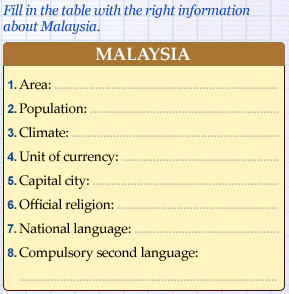 Fill in the table with the right information
about Malaysia.
MALAYSIA
1. Area: ................................................................
2. Population: ................................................................
3. Climate: ................................................................
4. Unit of currency: ................................................................
5. Capital city: ................................................................
6. Official religion: ................................................................
7. National language: ................................................................
8. Compulsory second language:
................................................................